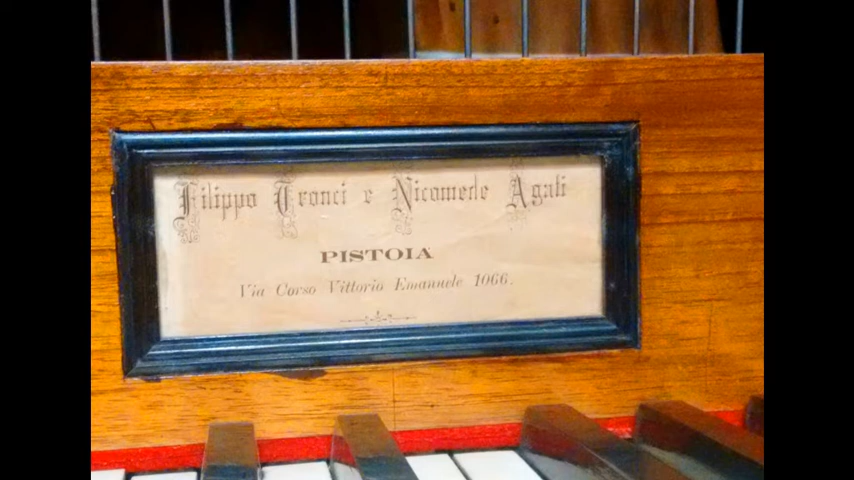 Filippo Tronci e Nicomede Agati
PISTOIA
Via Corso Vittorio Emanuele 1066.